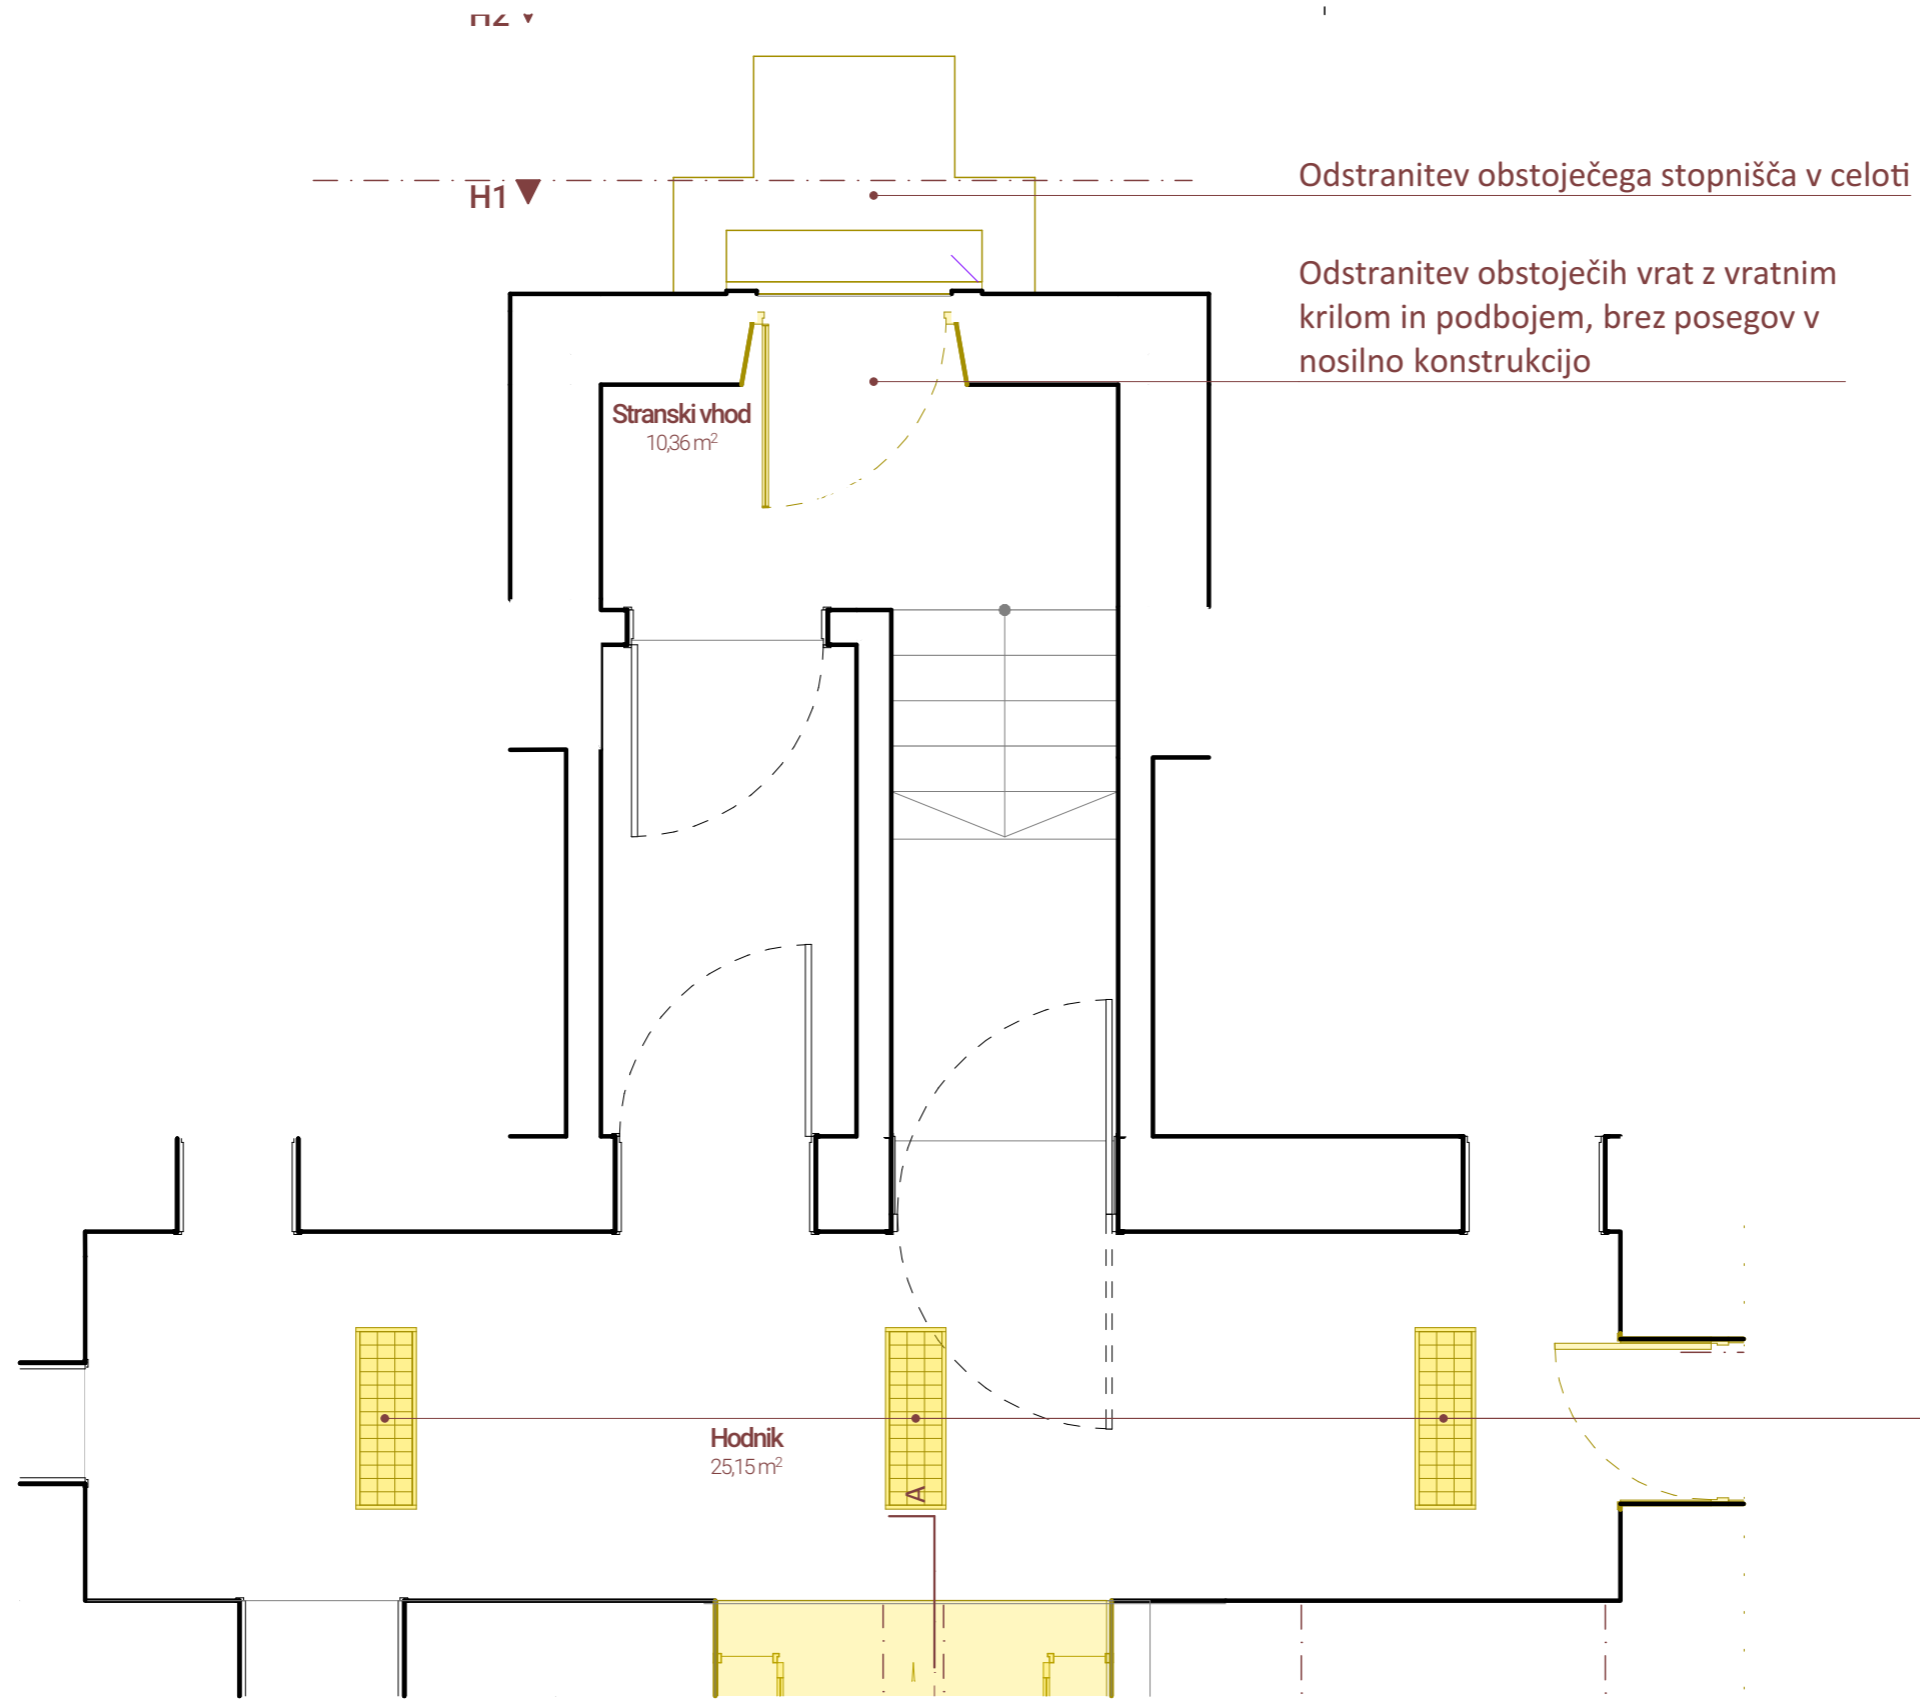 H2
H1
Odstranitev obstoječega stopnišča v celoti
Odstranitev obstoječih vrat z vratnim
krilom in podbojem, brez posegov v
nosilno konstrukcijo
Stranski vhod
10,36 m²
Hodnik
25,15 m²
A